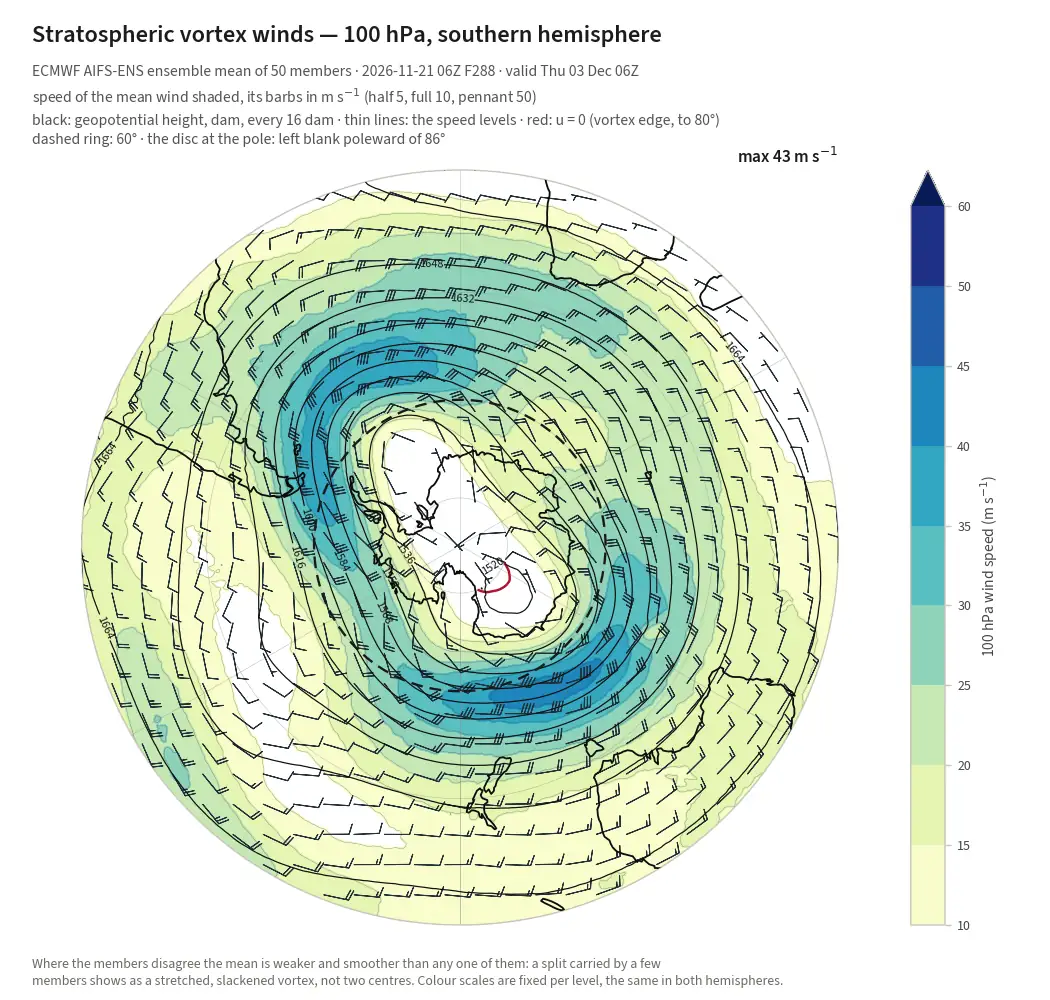 Stratospheric vortex winds — 100 hPa, southern hemisphere
ECMWF AIFS-ENS ensemble mean of 50 members · 2026-11-21 06Z F288 · valid Thu 03 Dec 06Z
speed of the mean wind shaded, its barbs in m s⁻¹ (half 5, full 10, pennant 50)
black: geopotential height, dam, every 16 dam · thin lines: the speed levels · red: u = 0 (vortex edge, to 80°)
dashed ring: 60° · the disc at the pole: left blank poleward of 86°
max 43 m s⁻¹
60
50
45
40
35
30
25
20
15
10
100 hPa wind speed (m s⁻¹)
1648
1632
1664
1664
1616
1584
1536
1520
1568
1664
Where the members disagree the mean is weaker and smoother than any one of them: a split carried by a few
members shows as a stretched, slackened vortex, not two centres. Colour scales are fixed per level, the same in both hemispheres.